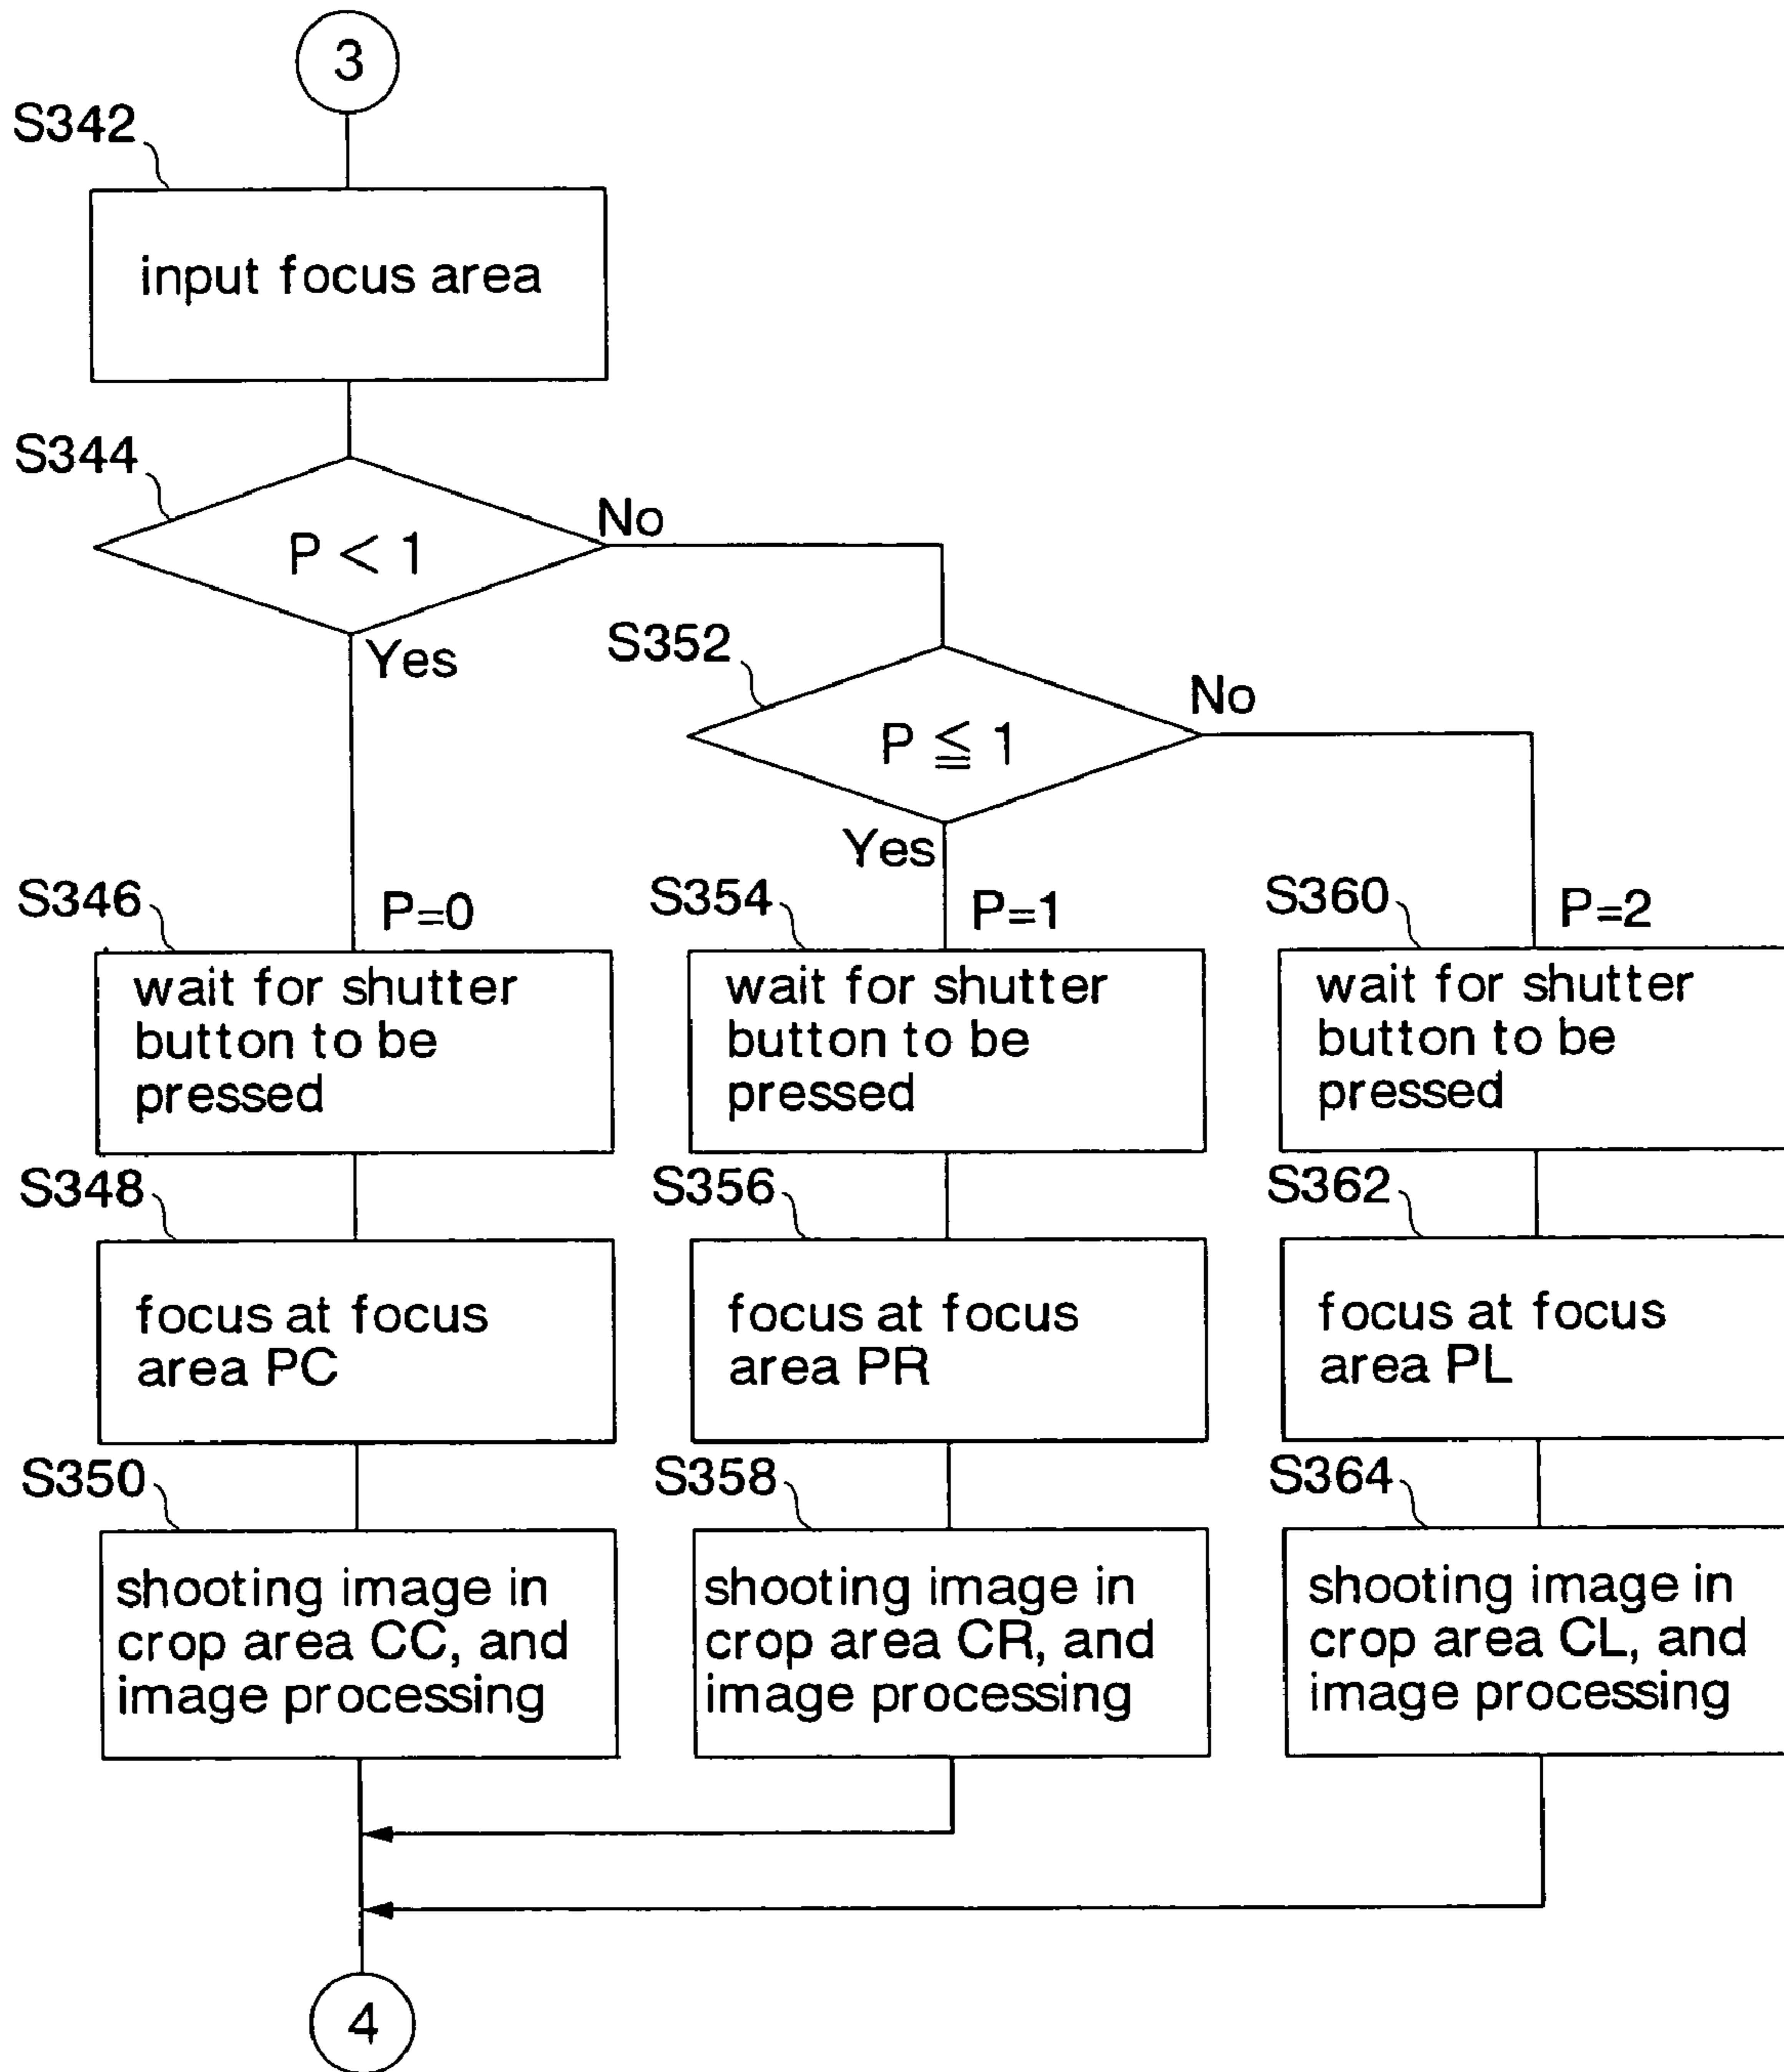 3
S342
input focus area
S344
P < 1
No
Yes
S352
P ≦ 1
No
Yes
S346
P=0
wait for shutter
button to be
pressed
S348
focus at focus
area PC
S350
shooting image in
crop area CC, and
image processing
S354
P=1
wait for shutter
button to be
pressed
S356
focus at focus
area PR
S358
shooting image in
crop area CR, and
image processing
S360
P=2
wait for shutter
button to be
pressed
S362
focus at focus
area PL
S364
shooting image in
crop area CL, and
image processing
4